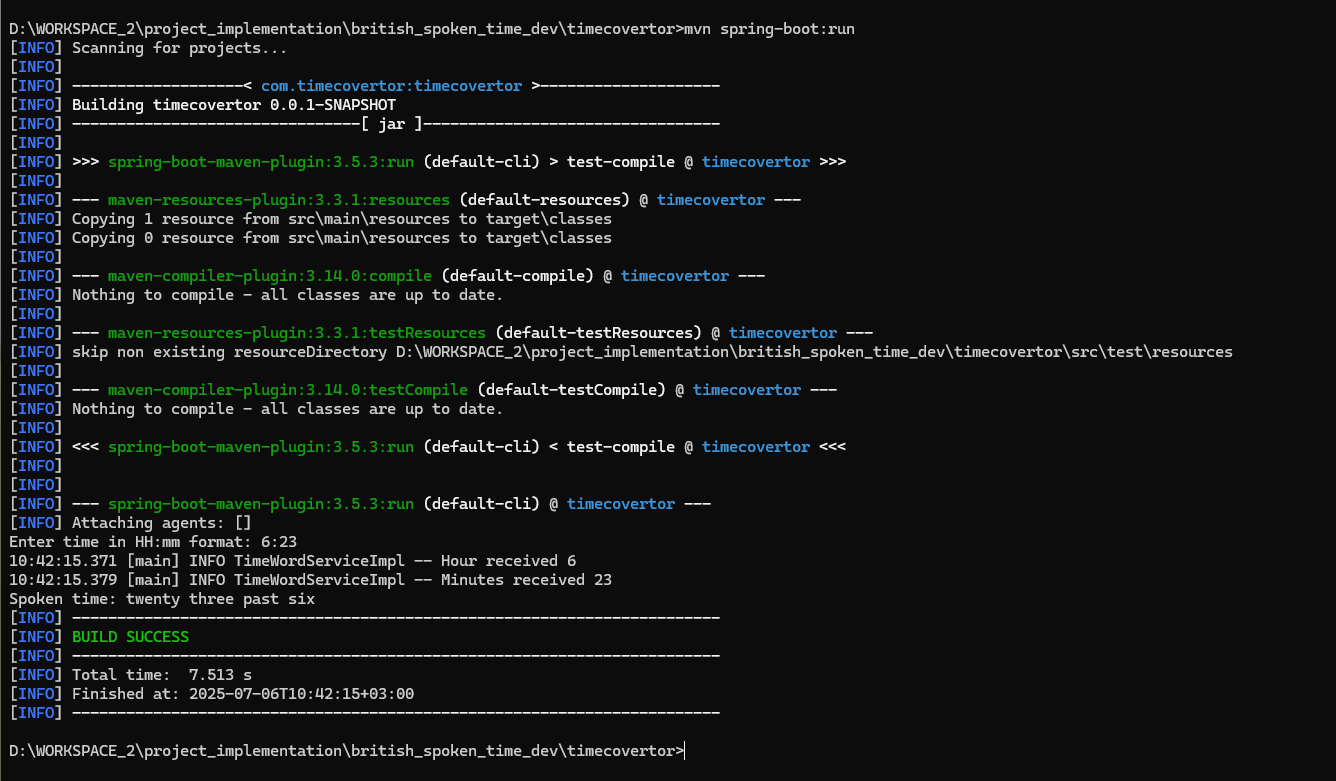 D:\WORKSPACE_2\project_implementation\british_spoken_time_dev\timecovertor>mvn spring-boot:run
[INFO] Scanning for projects...
[INFO]
[INFO] -------------------< com.timecovertor:timecovertor >--------------------
[INFO] Building timecovertor 0.0.1-SNAPSHOT
[INFO] --------------------------------[ jar ]---------------------------------
[INFO]
[INFO] >>> spring-boot-maven-plugin:3.5.3:run (default-cli) > test-compile @ timecovertor >>>
[INFO]
[INFO] --- maven-resources-plugin:3.3.1:resources (default-resources) @ timecovertor ---
[INFO] Copying 1 resource from src\main\resources to target\classes
[INFO] Copying 0 resource from src\main\resources to target\classes
[INFO]
[INFO] --- maven-compiler-plugin:3.14.0:compile (default-compile) @ timecovertor ---
[INFO] Nothing to compile - all classes are up to date.
[INFO]
[INFO] --- maven-resources-plugin:3.3.1:testResources (default-testResources) @ timecovertor ---
[INFO] skip non existing resourceDirectory D:\WORKSPACE_2\project_implementation\british_spoken_time_dev\timecovertor\src\test\resources
[INFO]
[INFO] --- maven-compiler-plugin:3.14.0:testCompile (default-testCompile) @ timecovertor ---
[INFO] Nothing to compile - all classes are up to date.
[INFO]
[INFO] <<< spring-boot-maven-plugin:3.5.3:run (default-cli) < test-compile @ timecovertor <<<
[INFO]
[INFO]
[INFO] --- spring-boot-maven-plugin:3.5.3:run (default-cli) @ timecovertor ---
[INFO] Attaching agents: []
Enter time in HH:mm format: 6:23
10:42:15.371 [main] INFO TimeWordServiceImpl -- Hour received 6
10:42:15.379 [main] INFO TimeWordServiceImpl -- Minutes received 23
Spoken time: twenty three past six
[INFO] ------------------------------------------------------------------------
[INFO] BUILD SUCCESS
[INFO] ------------------------------------------------------------------------
[INFO] Total time:  7.513 s
[INFO] Finished at: 2025-07-06T10:42:15+03:00
[INFO] ------------------------------------------------------------------------
D:\WORKSPACE_2\project_implementation\british_spoken_time_dev\timecovertor>